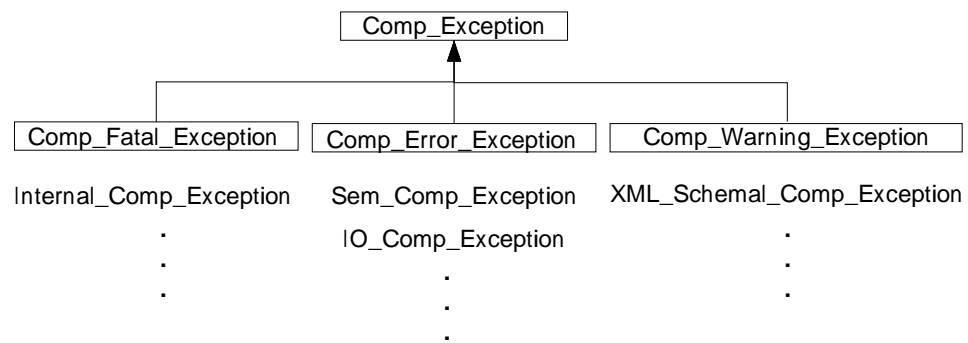 Comp_Exception
Comp_Fatal_Exception
Comp_Error_Exception
Comp_Warning_Exception
Internal_Comp_Exception
Sem_Comp_Exception
XML_Schemal_Comp_Exception
IO_Comp_Exception